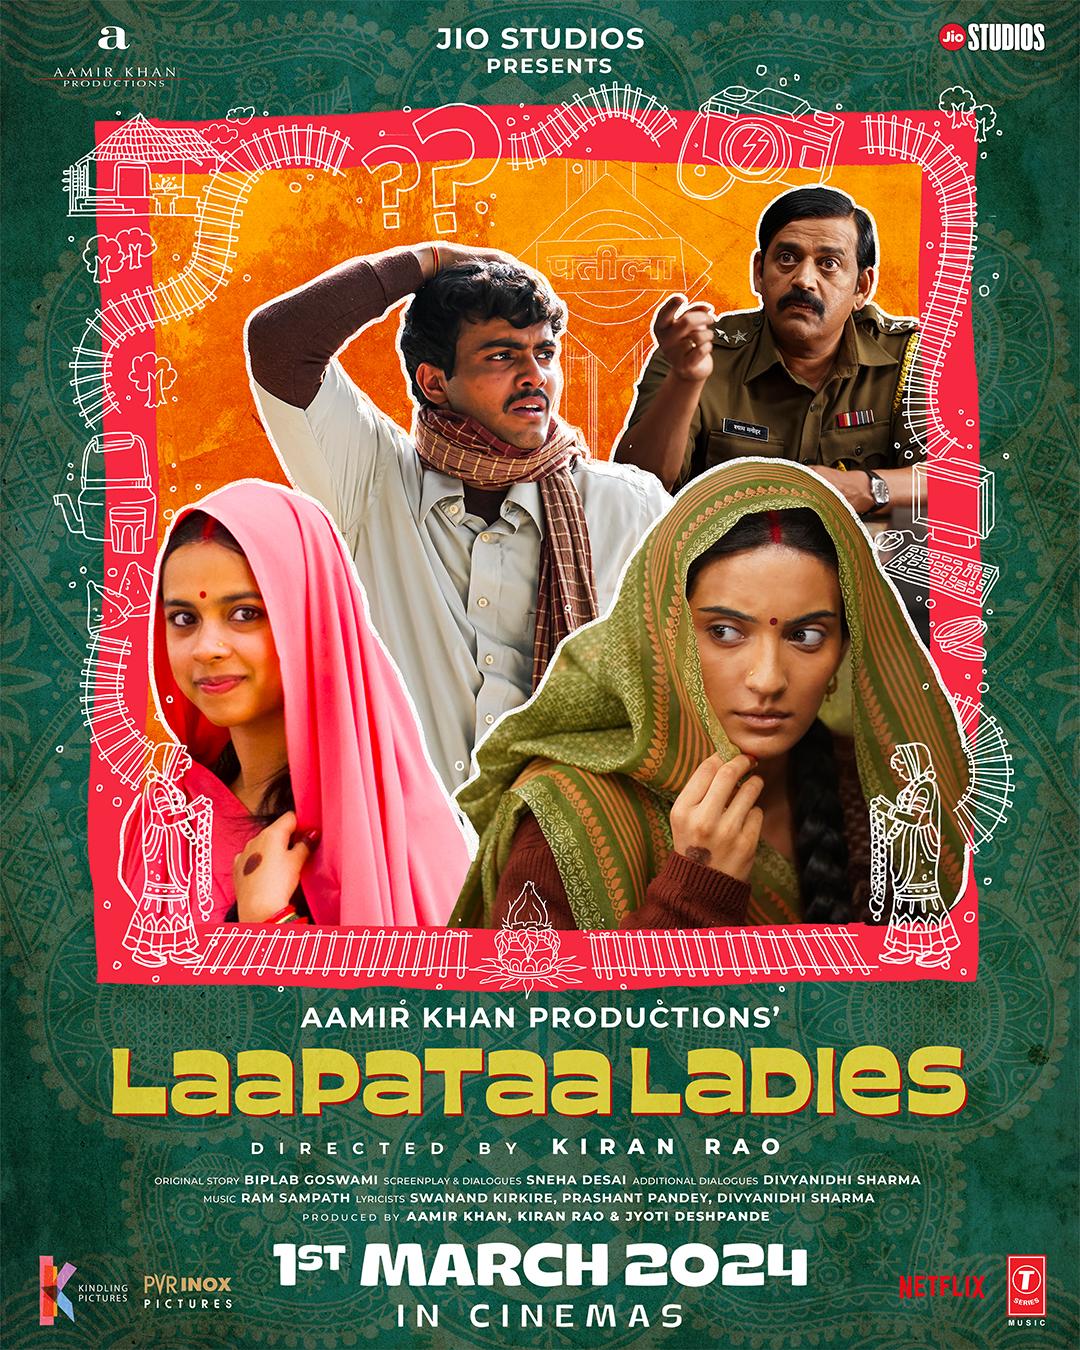 a
AAMIR KHAN
PRODUCTIONS
JIO STUDIOS
PRESENTS
Jio STUDIOS
??
पतीला
श्याम मनोहर
AAMIR KHAN PRODUCTIONS'
LAAPATAA LADIES
DIRECTED BY KIRAN RAO
ORIGINAL STORY BIPLAB GOSWAMI SCREENPLAY & DIALOGUES SNEHA DESAI ADDITIONAL DIALOGUES DIVYANIDHI SHARMA
MUSIC RAM SAMPATH LYRICISTS SWANAND KIRKIRE, PRASHANT PANDEY, DIVYANIDHI SHARMA
PRODUCED BY AAMIR KHAN, KIRAN RAO & JYOTI DESHPANDE
1ST MARCH 2024
IN CINEMAS
K KINDLING
PICTURES
PVR INOX
PICTURES
NETFLIX
T
SERIES
MUSIC